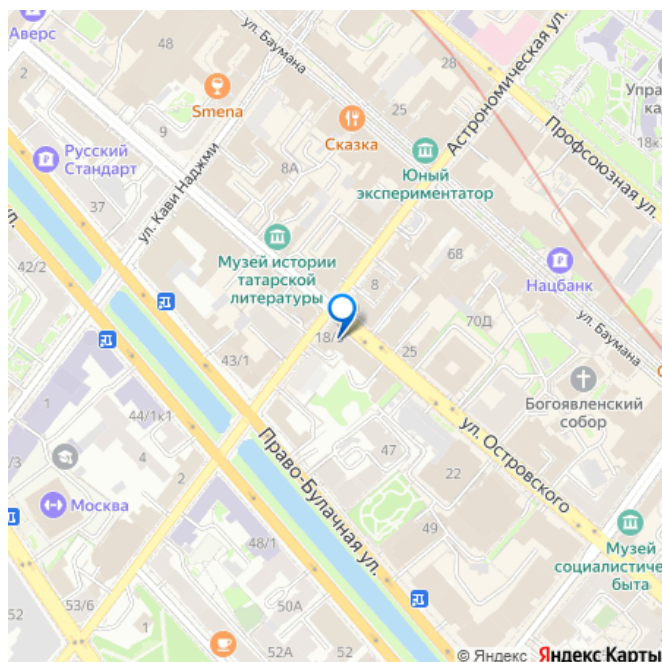 Аверс
48
ул. Баумана
28
2
Smena
25
Астрономическая ул.
Профсоюзная ул.
9
Сказка
Русский
Стандарт
8А
Юный
экспериментатор
37
ул. Кави Наджми
Музей истории
татарской
литературы
68
8
Нацбанк
42/2
18/
43/1
25
70Д
ул. Баумана
Богоявленский
собор
1
44/1к1
4
2
47
ул. Островского
22
Москва
Право-Булачная ул.
49
Музей
социалистиче
быта
48/1
50А
53/6
1
52
52А
52
© Яндекс
Яндекс Карты